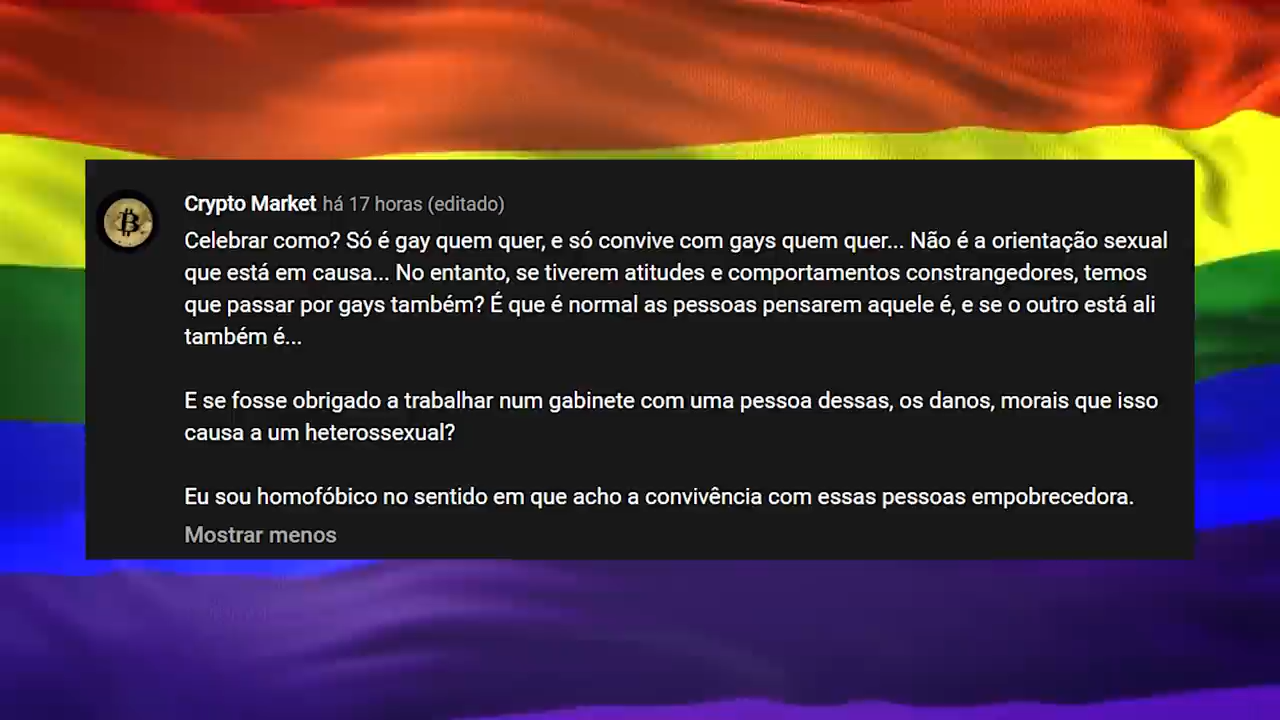 Crypto Market há 17 horas (editado)
Celebrar como? Só é gay quem quer, e só convive com gays quem quer... Não é a orientação sexual
que está em causa... No entanto, se tiverem atitudes e comportamentos constrangedores, temos
que passar por gays também? É que é normal as pessoas pensarem aquele é, e se o outro está ali
também é...
E se fosse obrigado a trabalhar num gabinete com uma pessoa dessas, os danos, morais que isso
causa a um heterossexual?
Eu sou homofóbico no sentido em que acho a convivência com essas pessoas empobrecedora.
Mostrar menos